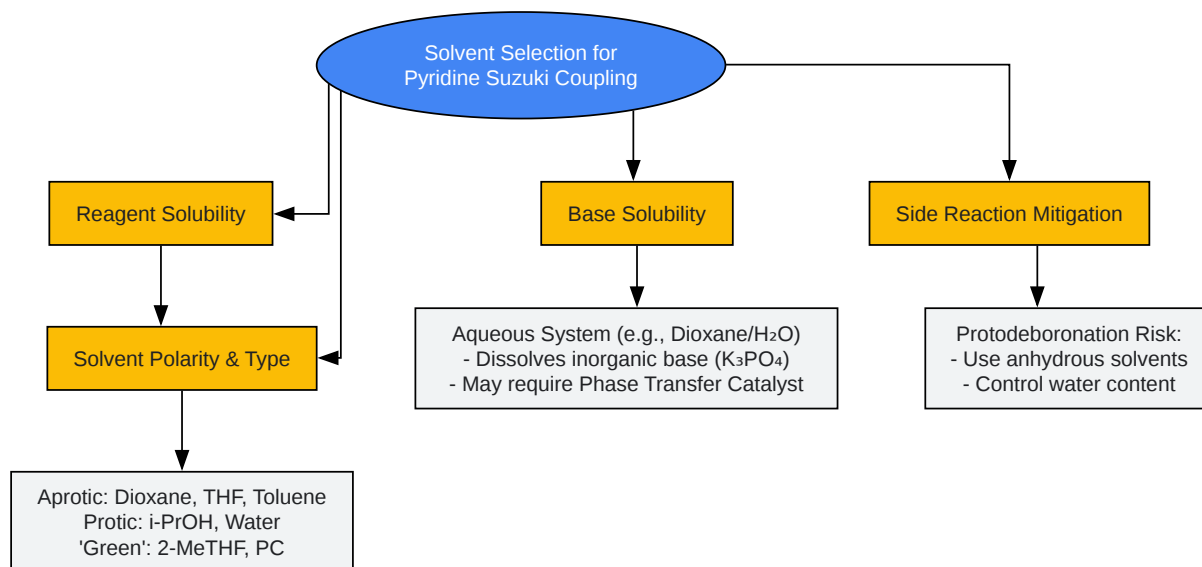 Solvent Selection for
Pyridine Suzuki Coupling
Reagent Solubility
Base Solubility
Side Reaction Mitigation
Solvent Polarity & Type
Aqueous System (e.g., Dioxane/H₂O)
- Dissolves inorganic base (K₃PO₄)
- May require Phase Transfer Catalyst
Protodeboronation Risk:
- Use anhydrous solvents
- Control water content
Aprotic: Dioxane, THF, Toluene
Protic: i-PrOH, Water
'Green': 2-MeTHF, PC